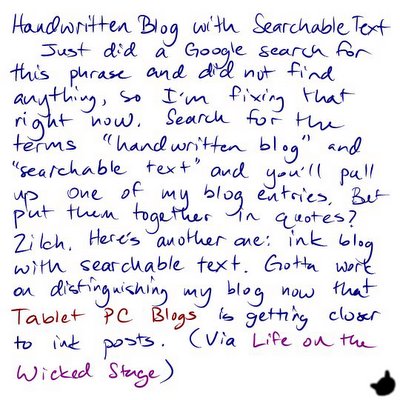 Handwritten Blog with Searchable Text
Just did a Google search for
this phrase and did not find
anything, so I'm fixing that
right now. Search for the
terms "handwritten blog" and
"searchable text" and you'll pull
up one of my blog entries. But
put them together in quotes?
Zilch. Here's another one: ink blog
with searchable text. Gotta work
on distinguishing my blog now that
Tablet PC Blogs is getting closer
to ink posts. (Via Life on the
Wicked Stage)